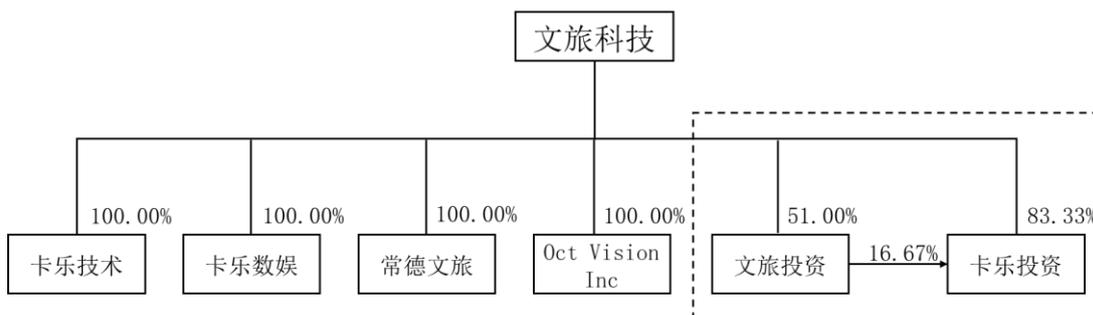 文旅科技
100.00%
100.00%
100.00%
100.00%
51.00%
83.33%
卡乐技术
卡乐数娱
常德文旅
Oct Vision
Inc
文旅投资
16.67%
卡乐投资